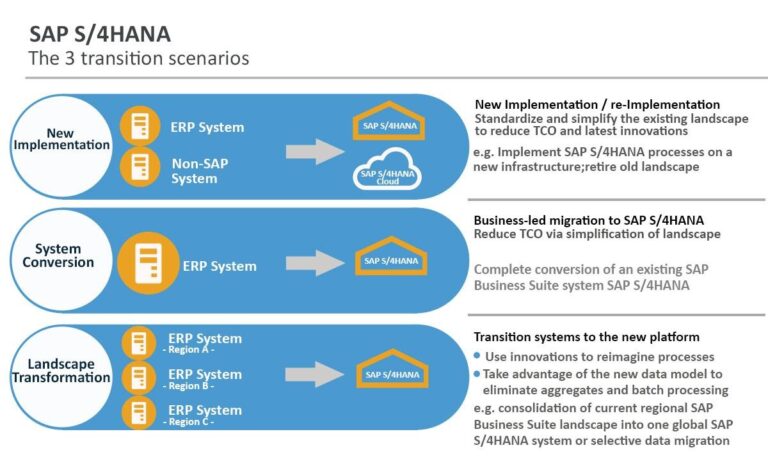 SAP S/4HANA
The 3 transition scenarios
New
Implementation
ERP System
Non-SAP
System
SAP S/4HANA
SAP S/4HANA
Cloud
New Implementation / re-Implementation
Standardize and simplify the existing landscape
to reduce TCO and latest innovations
e.g. Implement SAP S/4HANA processes on a
new infrastructure;retire old landscape
System
Conversion
ERP System
SAP S/4HANA
Business-led migration to SAP S/4HANA
Reduce TCO via simplification of landscape
Complete conversion of an existing SAP
Business Suite system SAP S/4HANA
Landscape
Transformation
ERP System
- Region A -
ERP System
- Region B -
ERP System
- Region C -
SAP S/4HANA
Transition systems to the new platform
Use innovations to reimagine processes
Take advantage of the new data model to
eliminate aggregates and batch processing
e.g. consolidation of current regional SAP
Business Suite landscape into one global SAP
S/4HANA system or selective data migration